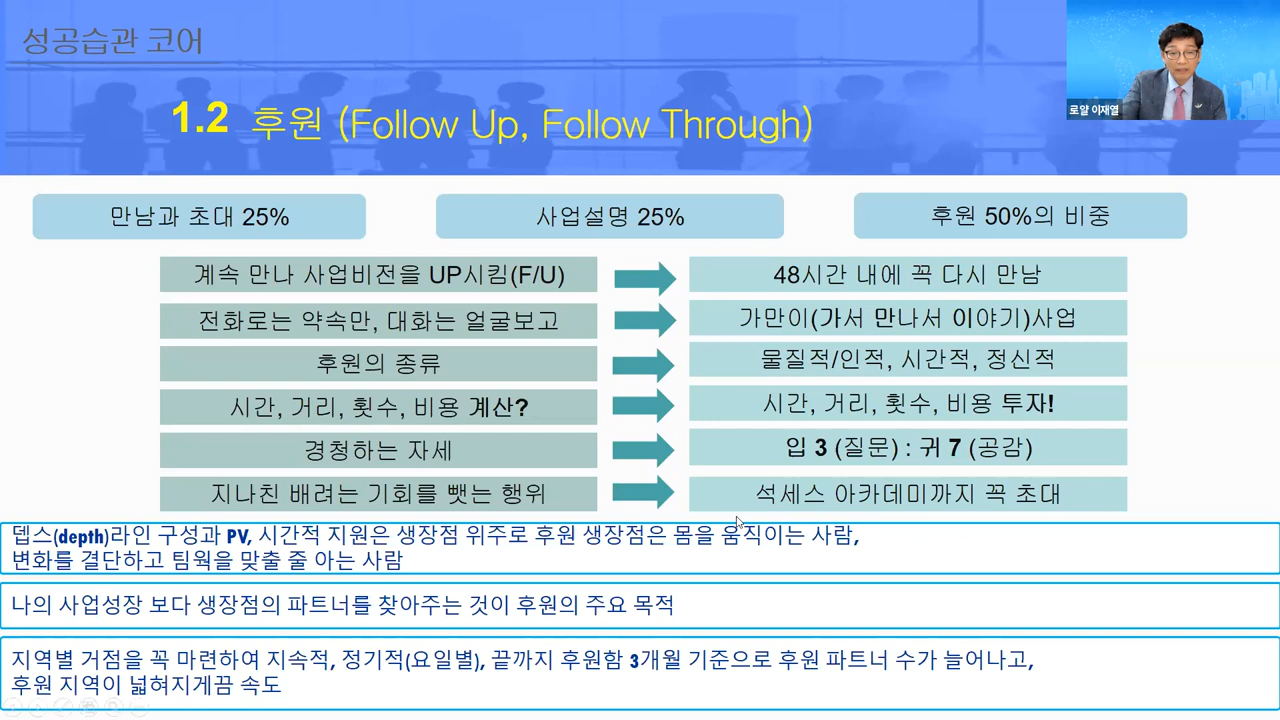 성공습관 코어
로얄 이재열
1.2 후원 (Follow Up, Follow Through)
만남과 초대 25%
사업설명 25%
후원 50%의 비중
계속 만나 사업비전을 UP시킴(F/U)
48시간 내에 꼭 다시 만남
전화로는 약속만, 대화는 얼굴보고
가만이(가서 만나서 이야기)사업
후원의 종류
물질적/인적, 시간적, 정신적
시간, 거리, 횟수, 비용 계산?
시간, 거리, 횟수, 비용 투자!
경청하는 자세
입 3 (질문) : 귀 7 (공감)
지나친 배려는 기회를 뺏는 행위
석세스 아카데미까지 꼭 초대
뎁스(depth)라인 구성과 PV, 시간적 지원은 생장점 위주로 후원 생장점은 몸을 움직이는 사람,
변화를 결단하고 팀웍을 맞출 줄 아는 사람
나의 사업성장 보다 생장점의 파트너를 찾아주는 것이 후원의 주요 목적
지역별 거점을 꼭 마련하여 지속적, 정기적(요일별), 끝까지 후원함 3개월 기준으로 후원 파트너 수가 늘어나고,
후원 지역이 넓혀지게끔 속도